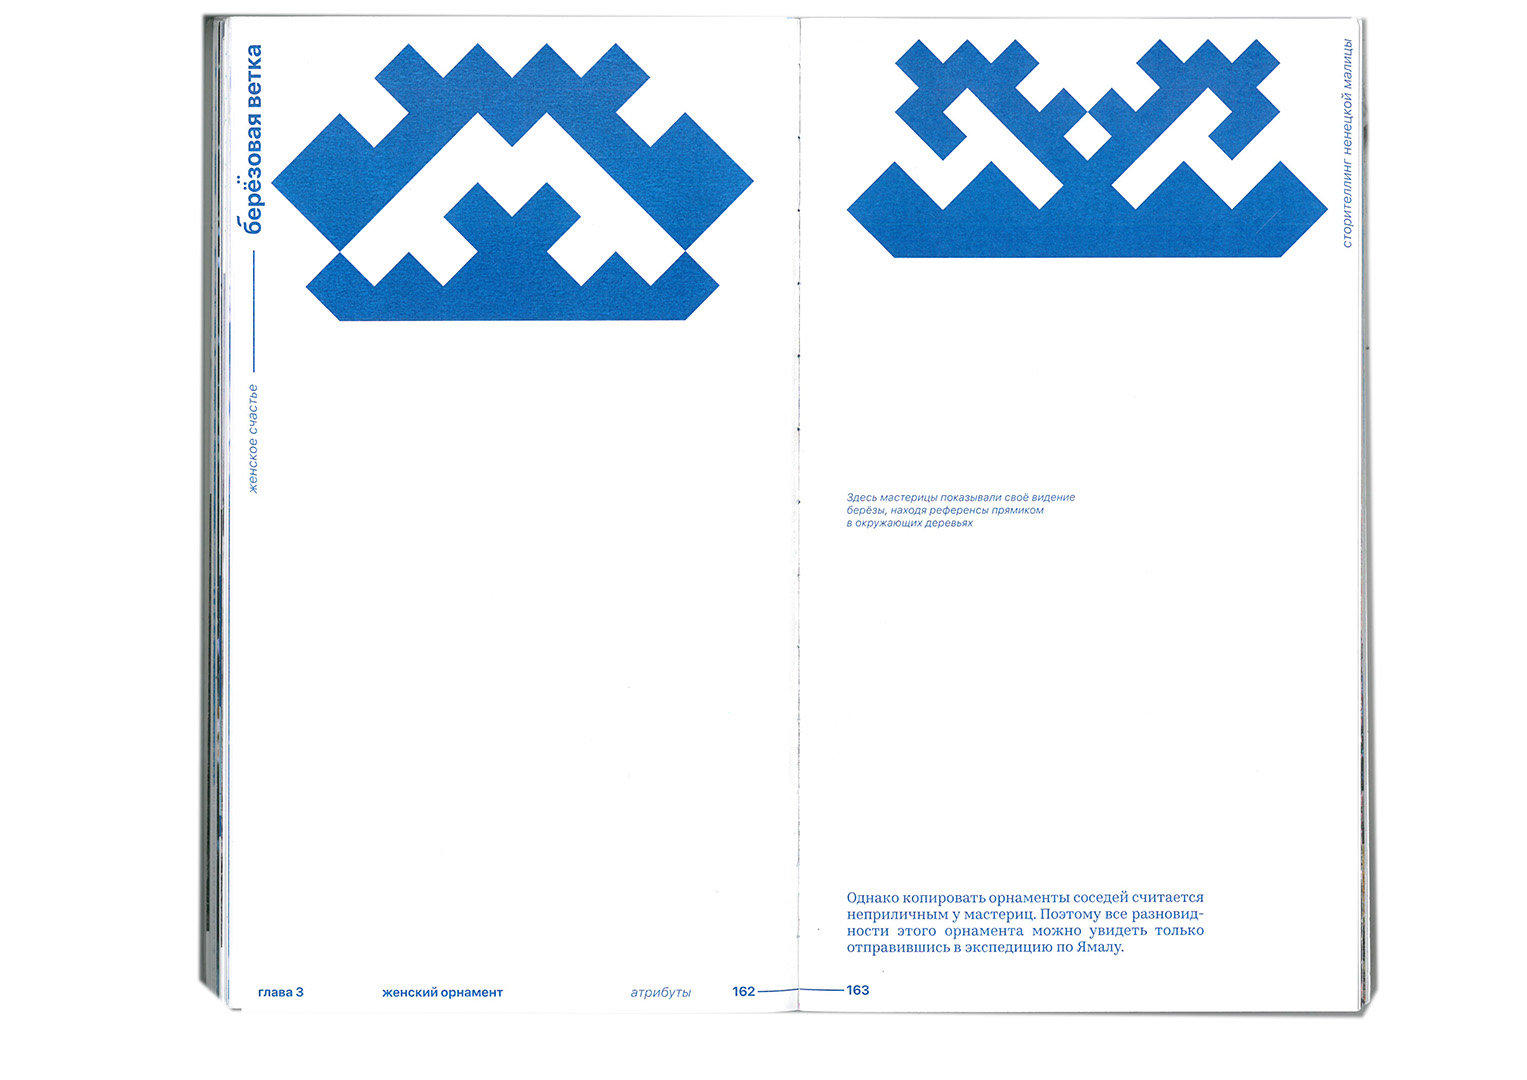 берёзовая ветка
женское счастье
сторителлинг ненецкой малицы
Здесь мастерицы показывали своё видение
берёзы, находя референсы прямиком
в окружающих деревьях
Однако копировать орнаменты соседей считается
неприличным у мастериц. Поэтому все разновид-
ности этого орнамента можно увидеть только
отправившись в экспедицию по Ямалу.
глава 3 женский орнамент атрибуты 162 163